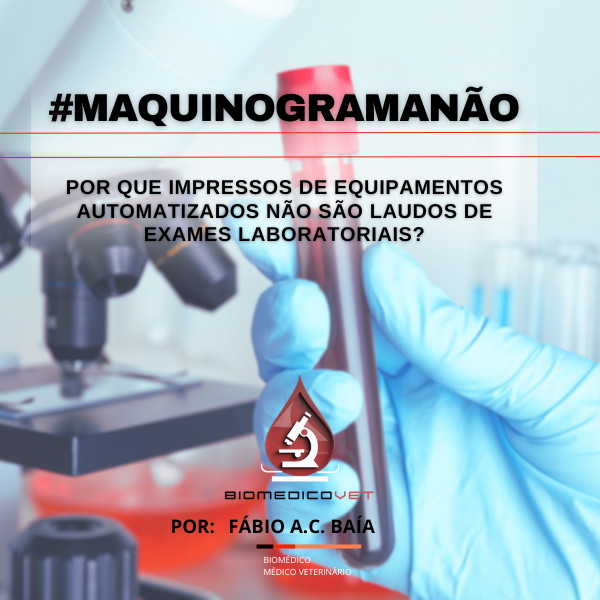 #MAQUINOGRAMANÃO
POR QUE IMPRESSOS DE EQUIPAMENTOS
AUTOMATIZADOS NÃO SÃO LAUDOS DE
EXAMES LABORATORIAIS?
BIOMEDICOVET
POR: FÁBIO A.C. BAÍA
BIOMÉDICO
MÉDICO VETERINÁRIO